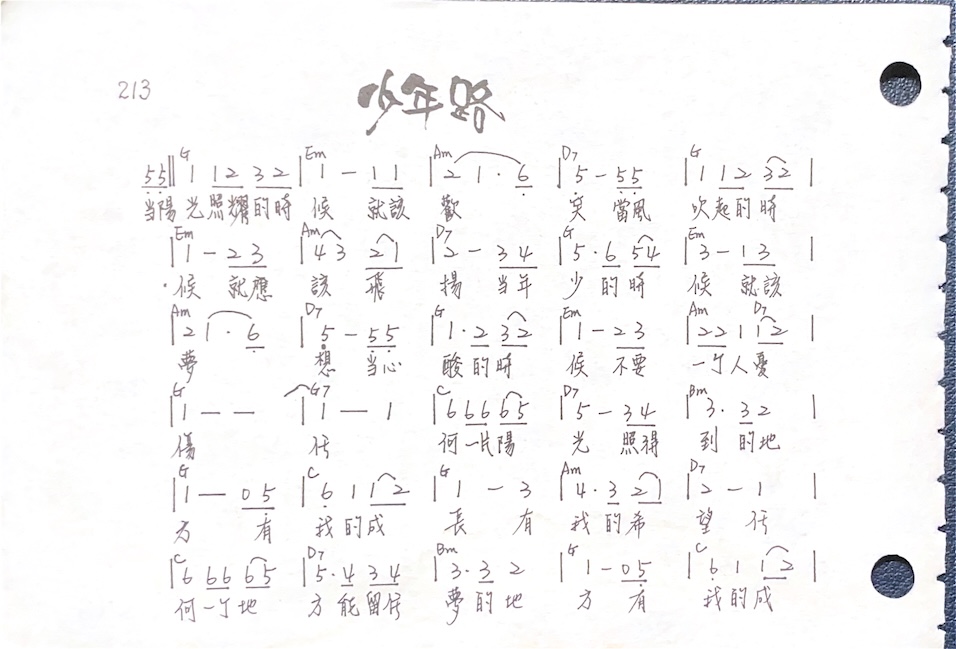 213
少年路
G Em Am D7 G
55‖1 12 32 | 1 - 11 | 2 1· 6 | 5 - 55 | 1 12 32 |
当陽光照耀的時 候 就該 歡 笑 當風 吹起的時
Em Am D7 G Em
| 1 - 23 | 43 21 | 2 - 34 | 5· 6 54 | 3 - 13 |
候 就應 該 飛 揚 当年 少的時 候 就該
Am D7 G Em Am D7
| 2 1· 6 | 5 - 55 | 1· 2 32 | 1 - 23 | 22 1 12 |
夢 想 当心 酸的時 候 不要 一个人憂
G G7 C D7 Bm
| 1 - - | 1 - 1 | 6 66 65 | 5 - 34 | 3· 32 |
傷 任 何一片陽 光 照得 到 的地
G C G Am D7
| 1 - 05 | 6 1 12 | 1 - 3 | 4· 3 21 | 2 - 1 |
方 有 我的成 長 有 我的希 望 任
C D7 Bm G C
| 6 66 65 | 5· 4 34 | 3· 3 2 | 1 - 05 | 6 1 12 |
何一个地 方能留住 夢的地 方 有 我的成